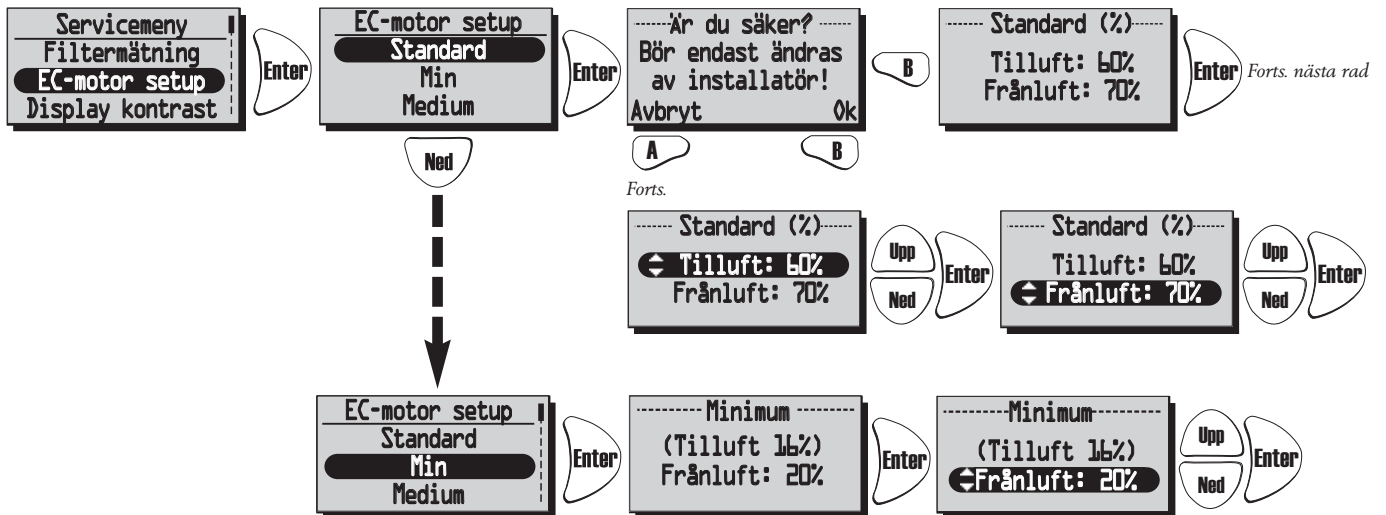 Servicemeny
Filtermätning
EC-motor setup
Display kontrast
Enter
EC-motor setup
Standard
Min
Medium
Enter
Är du säker?
Bör endast ändras
av installatör!
Avbryt Ok
B
Standard (%)
Tilluft: 60%
Frånluft: 70%
Enter
Forts. nästa rad
Ned
A
B
Forts.
Standard (%)
Tilluft: 60%
Frånluft: 70%
Upp
Ned
Enter
Standard (%)
Tilluft: 60%
Frånluft: 70%
Upp
Ned
Enter
EC-motor setup
Standard
Min
Medium
Enter
Minimum
(Tilluft 16%)
Frånluft: 20%
Enter
Minimum
(Tilluft 16%)
Frånluft: 20%
Upp
Ned
Enter